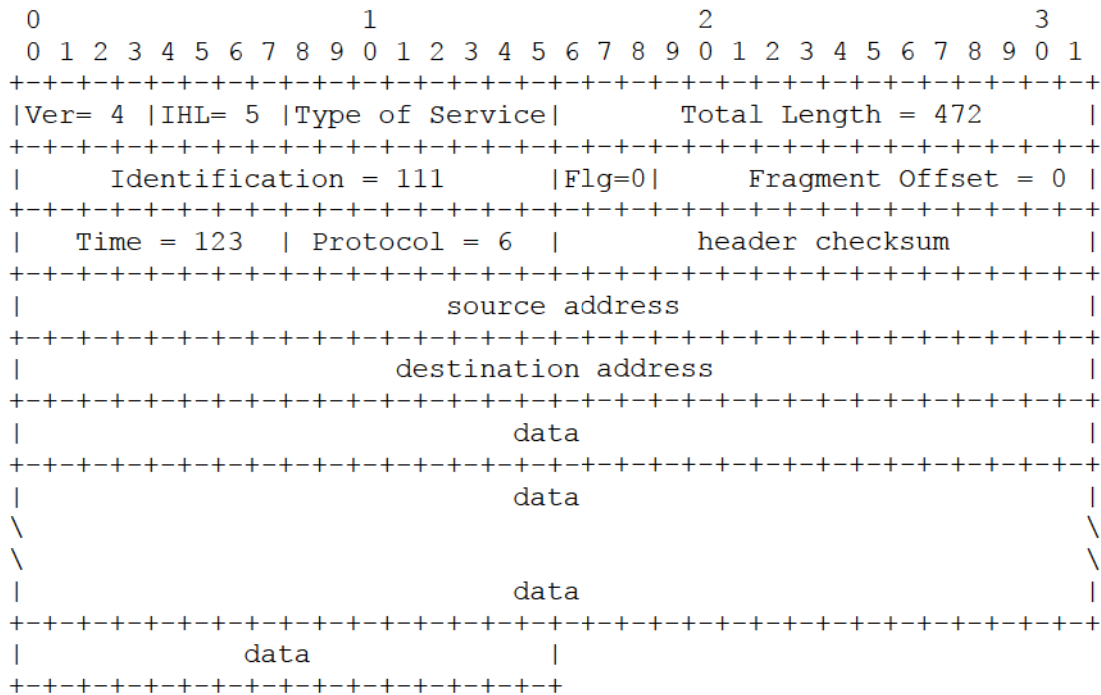 0                   1                   2                   3
 0 1 2 3 4 5 6 7 8 9 0 1 2 3 4 5 6 7 8 9 0 1 2 3 4 5 6 7 8 9 0 1
+-+-+-+-+-+-+-+-+-+-+-+-+-+-+-+-+-+-+-+-+-+-+-+-+-+-+-+-+-+-+-+-+
|Ver= 4 |IHL= 5 |Type of Service|       Total Length = 472      |
+-+-+-+-+-+-+-+-+-+-+-+-+-+-+-+-+-+-+-+-+-+-+-+-+-+-+-+-+-+-+-+-+
|     Identification = 111      |Flg=0|     Fragment Offset = 0 |
+-+-+-+-+-+-+-+-+-+-+-+-+-+-+-+-+-+-+-+-+-+-+-+-+-+-+-+-+-+-+-+-+
|   Time = 123  | Protocol = 6  |        header checksum        |
+-+-+-+-+-+-+-+-+-+-+-+-+-+-+-+-+-+-+-+-+-+-+-+-+-+-+-+-+-+-+-+-+
|                         source address                        |
+-+-+-+-+-+-+-+-+-+-+-+-+-+-+-+-+-+-+-+-+-+-+-+-+-+-+-+-+-+-+-+-+
|                      destination address                      |
+-+-+-+-+-+-+-+-+-+-+-+-+-+-+-+-+-+-+-+-+-+-+-+-+-+-+-+-+-+-+-+-+
|                             data                              |
+-+-+-+-+-+-+-+-+-+-+-+-+-+-+-+-+-+-+-+-+-+-+-+-+-+-+-+-+-+-+-+-+
|                             data                              |
\                                                               \
\                                                               \
|                             data                              |
+-+-+-+-+-+-+-+-+-+-+-+-+-+-+-+-+-+-+-+-+-+-+-+-+-+-+-+-+-+-+-+-+
|             data              |
+-+-+-+-+-+-+-+-+-+-+-+-+-+-+-+-+